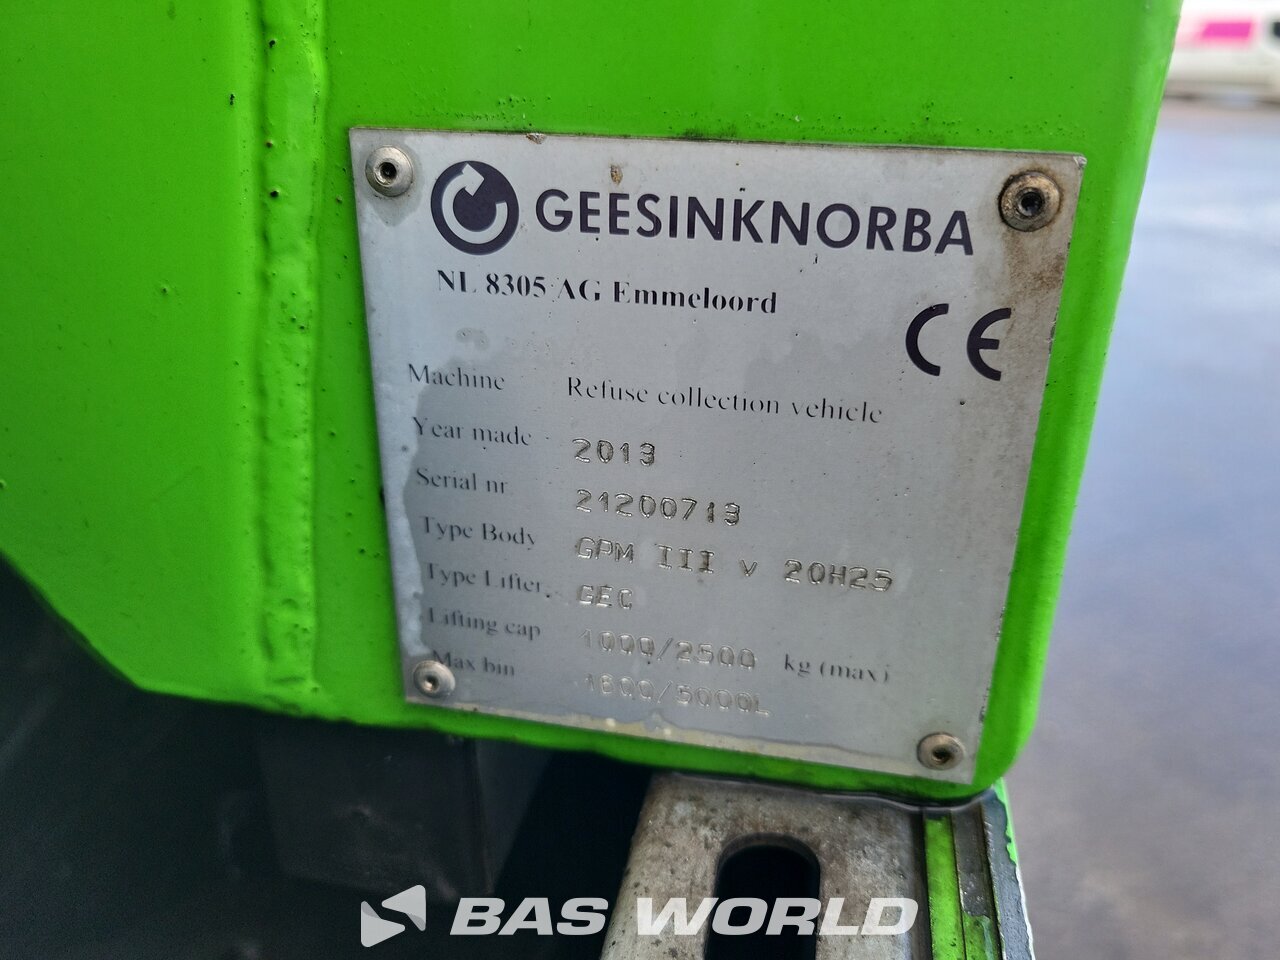 GEESINKNORBA
NL 8305 AG Emmeloord
CE
Machine Refuse collection vehicle
Year made 2013
Serial nr 21200713
Type Body GPM III v 20H25
Type Lifter GEC
Lifting cap 1000/2500 kg (max)
Max bin 1600/5000L
BAS WORLD